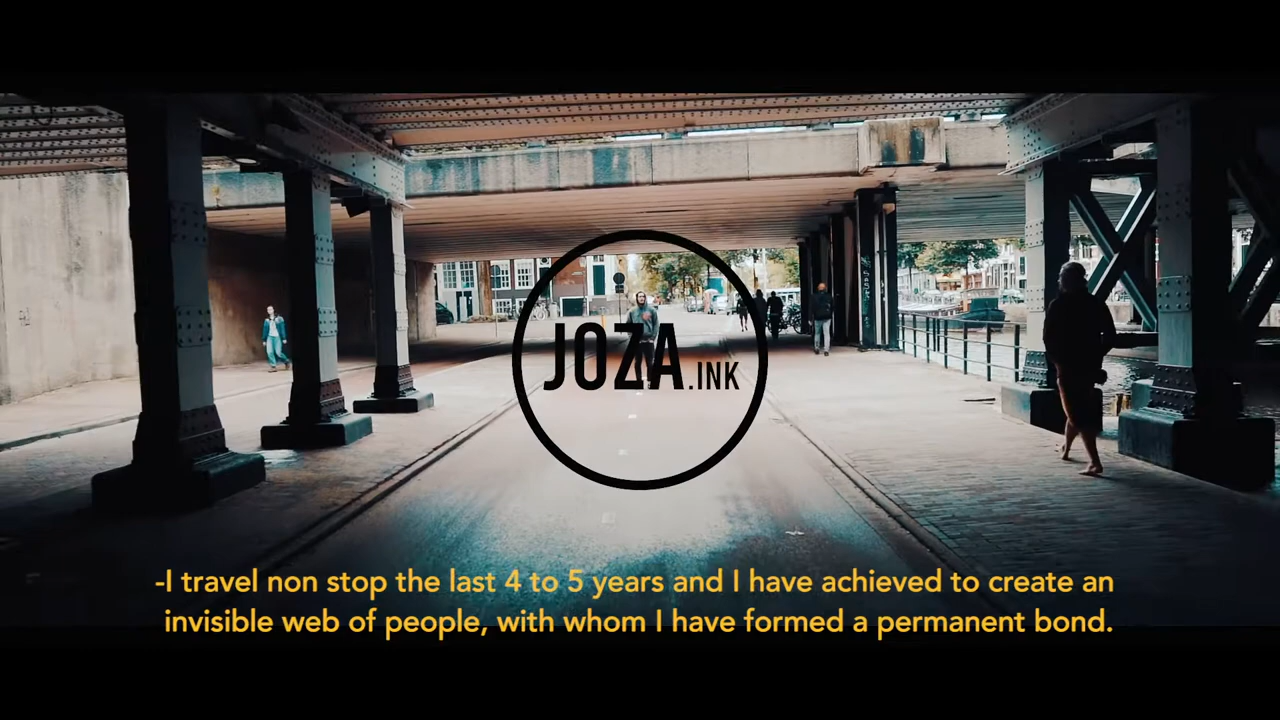 JOZA.INK
-I travel non stop the last 4 to 5 years and I have achieved to create an
invisible web of people, with whom I have formed a permanent bond.